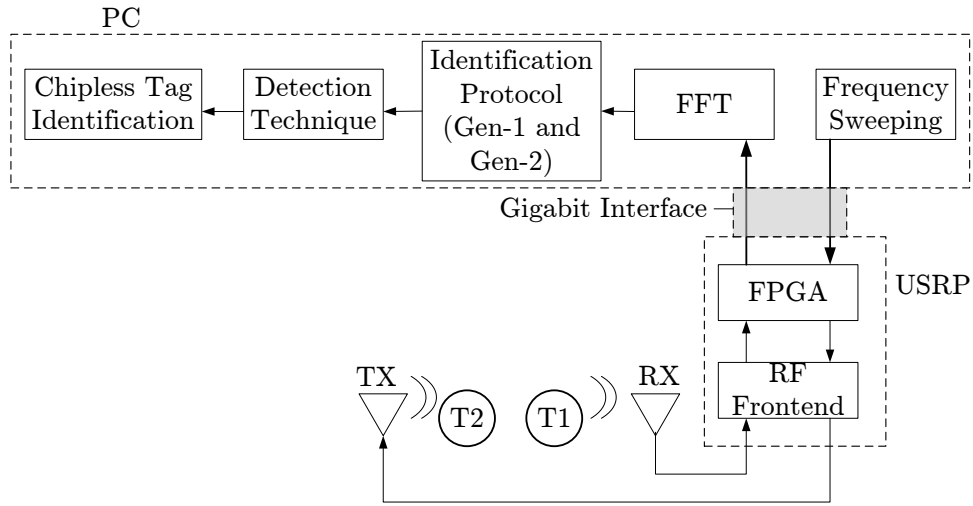 PC
Chipless Tag
Identification
Detection
Technique
Identification
Protocol
(Gen-1 and
Gen-2)
FFT
Frequency
Sweeping
Gigabit Interface
FPGA
USRP
RF
Frontend
TX
T2
T1
RX